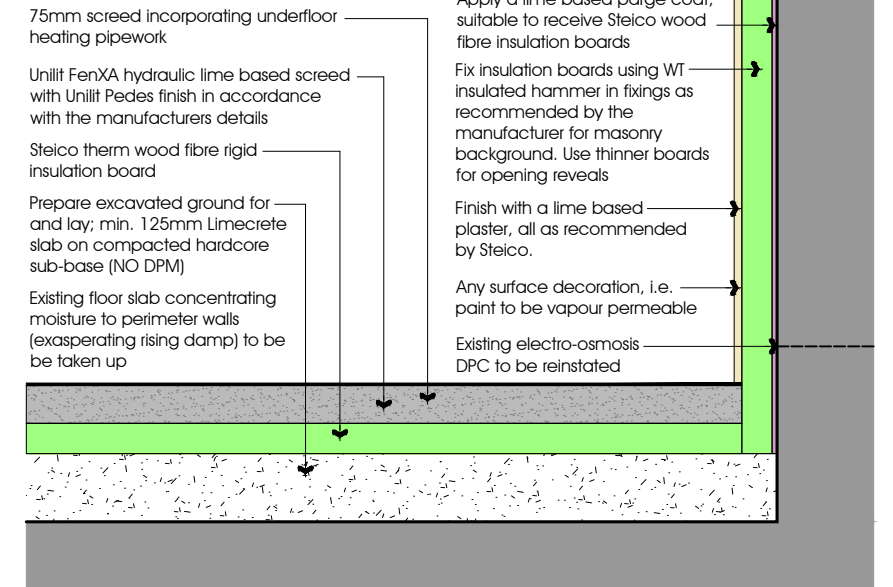 75mm screed incorporating underfloor
heating pipework
Unilit FenXA hydraulic lime based screed
with Unilit Pedes finish in accordance
with the manufacturers details
Steico therm wood fibre rigid
insulation board
Prepare excavated ground for
and lay; min. 125mm Limecrete
slab on compacted hardcore
sub-base (NO DPM)
Existing floor slab concentrating
moisture to perimeter walls
(exasperating rising damp) to be
be taken up
Apply a lime based parge coat,
suitable to receive Steico wood
fibre insulation boards
Fix insulation boards using WT
insulated hammer in fixings as
recommended by the
manufacturer for masonry
background. Use thinner boards
for opening reveals
Finish with a lime based
plaster, all as recommended
by Steico.
Any surface decoration, i.e.
paint to be vapour permeable
Existing electro-osmosis
DPC to be reinstated